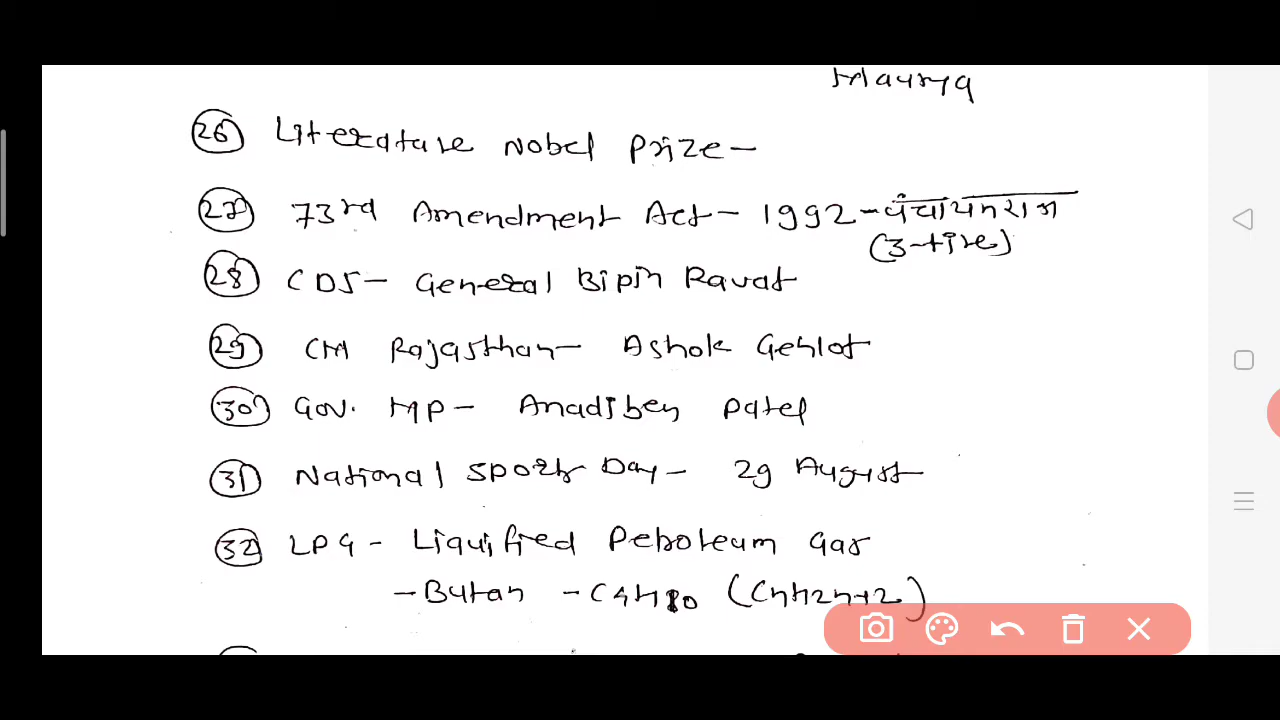 Maurya
26 Literature Nobel Prize -
27 73rd Amendment Act - 1992 - पंचायनराज
(3-tire)
28 CDS - General Bipin Ravat
29 CM Rajasthan - Ashok Gehlot
30 Gov. MP - Anadiben Patel
31 National Sports Day - 29 August
32 LPG - Liquified Petroleum Gas
- Butan - C4H10 (CnH2n+2)